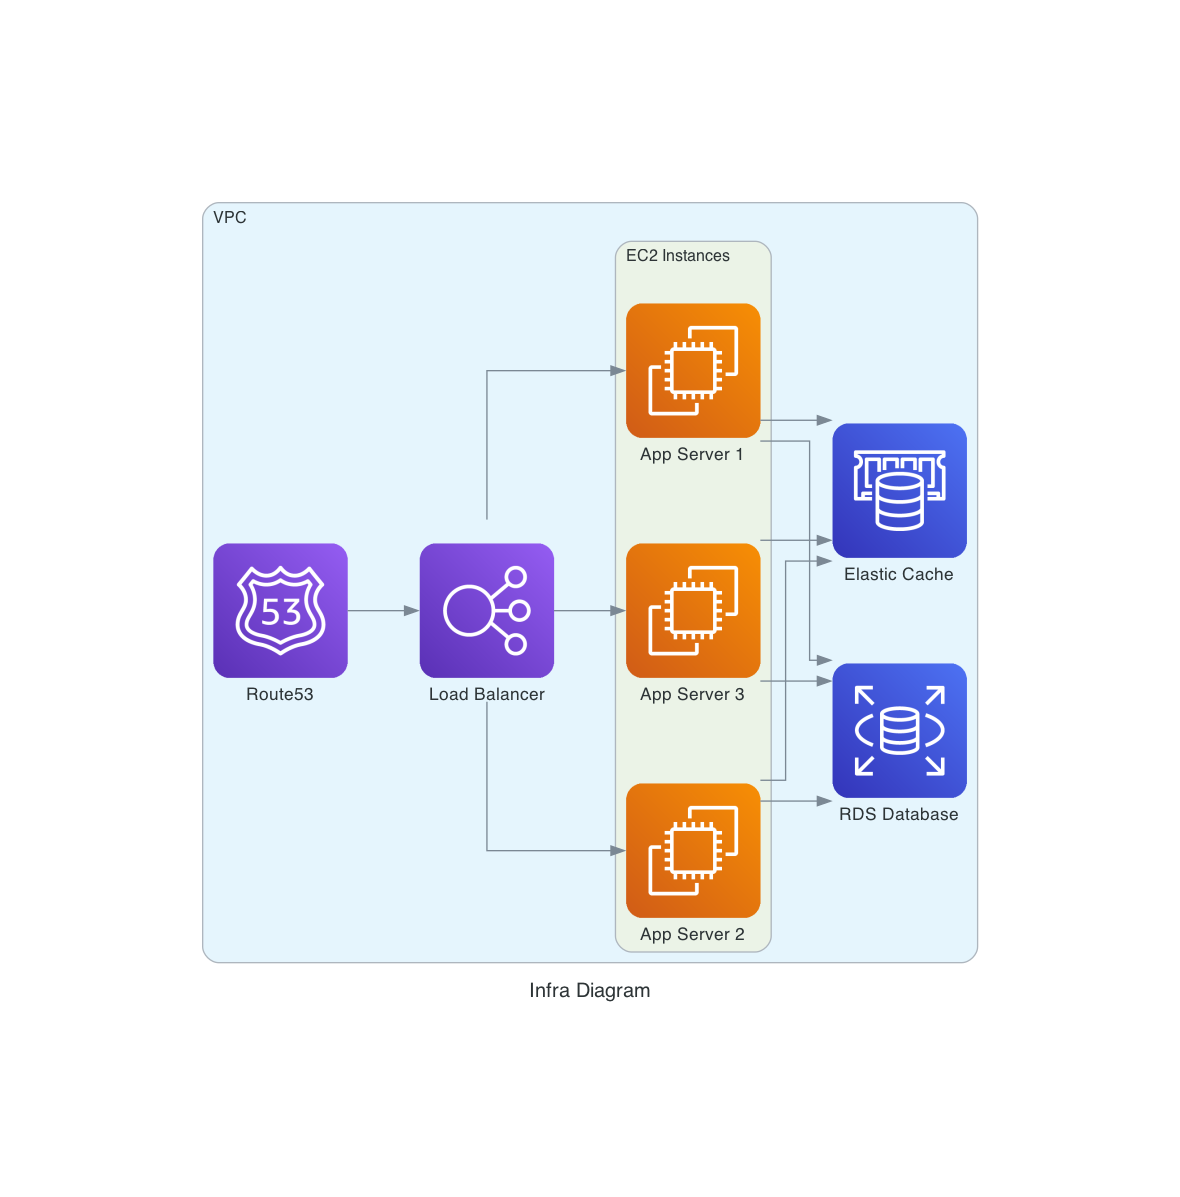 VPC
EC2 Instances
App Server 1
Elastic Cache
53
Route53
Load Balancer
App Server 3
RDS Database
App Server 2
Infra Diagram